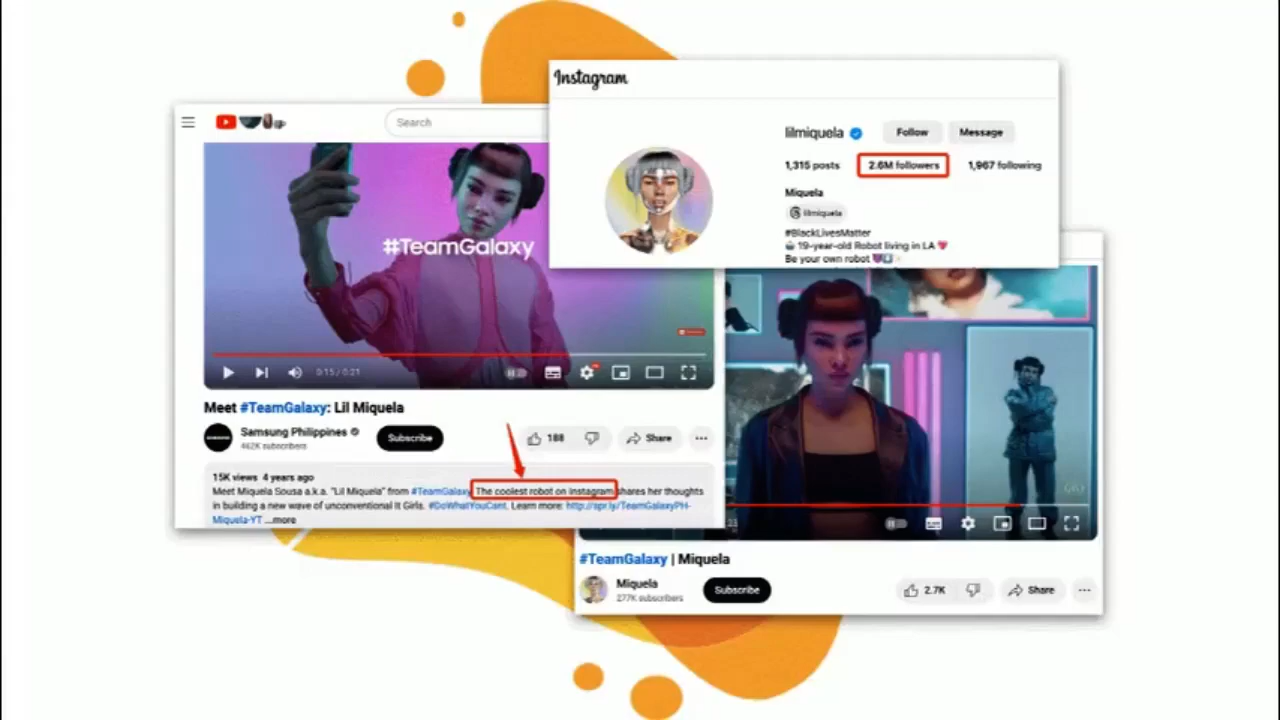 Search
#TeamGalaxy
0:15 / 0:21
Meet #TeamGalaxy: Lil Miquela
Samsung Philippines
462K subscribers
Subscribe
188
Share
15K views 4 years ago
Meet Miquela Sousa a.k.a. "Lil Miquela" from #TeamGalaxy The coolest robot on instagram shares her thoughts
in building a new wave of unconventional It Girls. #DoWhatYouCant. Learn more: http://spr.ly/TeamGalaxyPH-
Miquela-YT ...more
Instagram
lilmiquela
Follow
Message
1,315 posts
2.6M followers
1,967 following
Miquela
lilmiquela
#BlackLivesMatter
19-year-old Robot living in LA
Be your own robot
#TeamGalaxy | Miquela
Miquela
277K subscribers
Subscribe
2.7K
Share